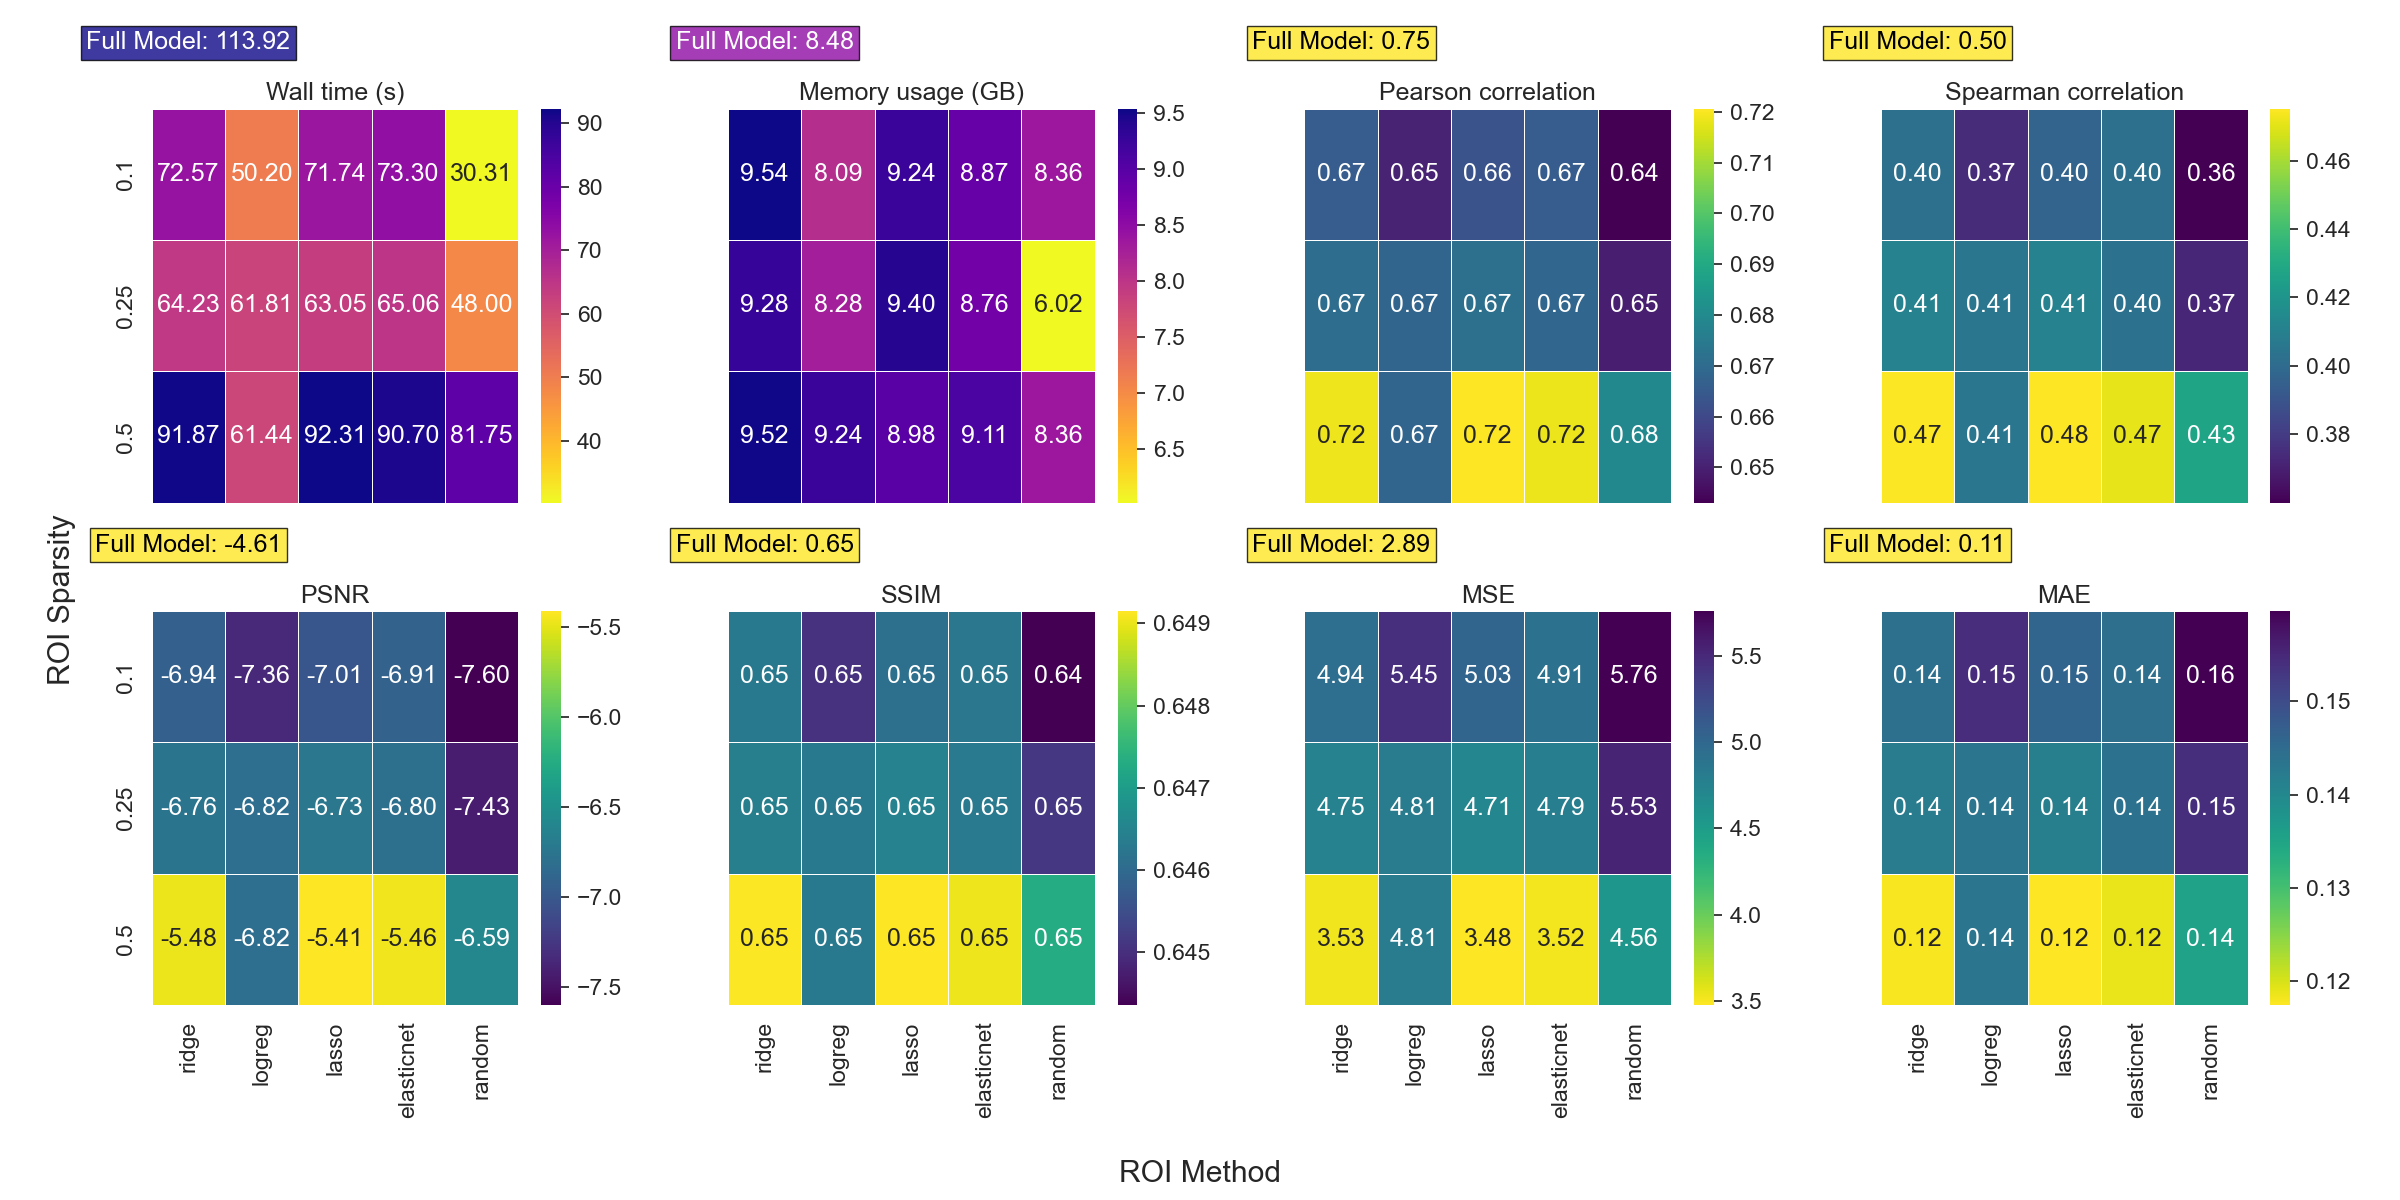 Full Model: 113.92
Full Model: 8.48
Full Model: 0.75
Full Model: 0.50
Wall time (s)
Memory usage (GB)
Pearson correlation
Spearman correlation
0.1
72.57 50.20 71.74 73.30 30.31
0.25
64.23 61.81 63.05 65.06 48.00
0.5
91.87 61.44 92.31 90.70 81.75
90
80
70
60
50
40
9.54 8.09 9.24 8.87 8.36
9.28 8.28 9.40 8.76 6.02
9.52 9.24 8.98 9.11 8.36
9.5
9.0
8.5
8.0
7.5
7.0
6.5
0.67 0.65 0.66 0.67 0.64
0.67 0.67 0.67 0.67 0.65
0.72 0.67 0.72 0.72 0.68
0.72
0.71
0.70
0.69
0.68
0.67
0.66
0.65
0.40 0.37 0.40 0.40 0.36
0.41 0.41 0.41 0.40 0.37
0.47 0.41 0.48 0.47 0.43
0.46
0.44
0.42
0.40
0.38
ROI Sparsity
Full Model: -4.61
Full Model: 0.65
Full Model: 2.89
Full Model: 0.11
PSNR
SSIM
MSE
MAE
0.1
-6.94 -7.36 -7.01 -6.91 -7.60
0.25
-6.76 -6.82 -6.73 -6.80 -7.43
0.5
-5.48 -6.82 -5.41 -5.46 -6.59
−5.5
−6.0
−6.5
−7.0
−7.5
0.65 0.65 0.65 0.65 0.64
0.65 0.65 0.65 0.65 0.65
0.65 0.65 0.65 0.65 0.65
0.649
0.648
0.647
0.646
0.645
4.94 5.45 5.03 4.91 5.76
4.75 4.81 4.71 4.79 5.53
3.53 4.81 3.48 3.52 4.56
5.5
5.0
4.5
4.0
3.5
0.14 0.15 0.15 0.14 0.16
0.14 0.14 0.14 0.14 0.15
0.12 0.14 0.12 0.12 0.14
0.15
0.14
0.13
0.12
ridge
logreg
lasso
elasticnet
random
ridge
logreg
lasso
elasticnet
random
ridge
logreg
lasso
elasticnet
random
ridge
logreg
lasso
elasticnet
random
ROI Method